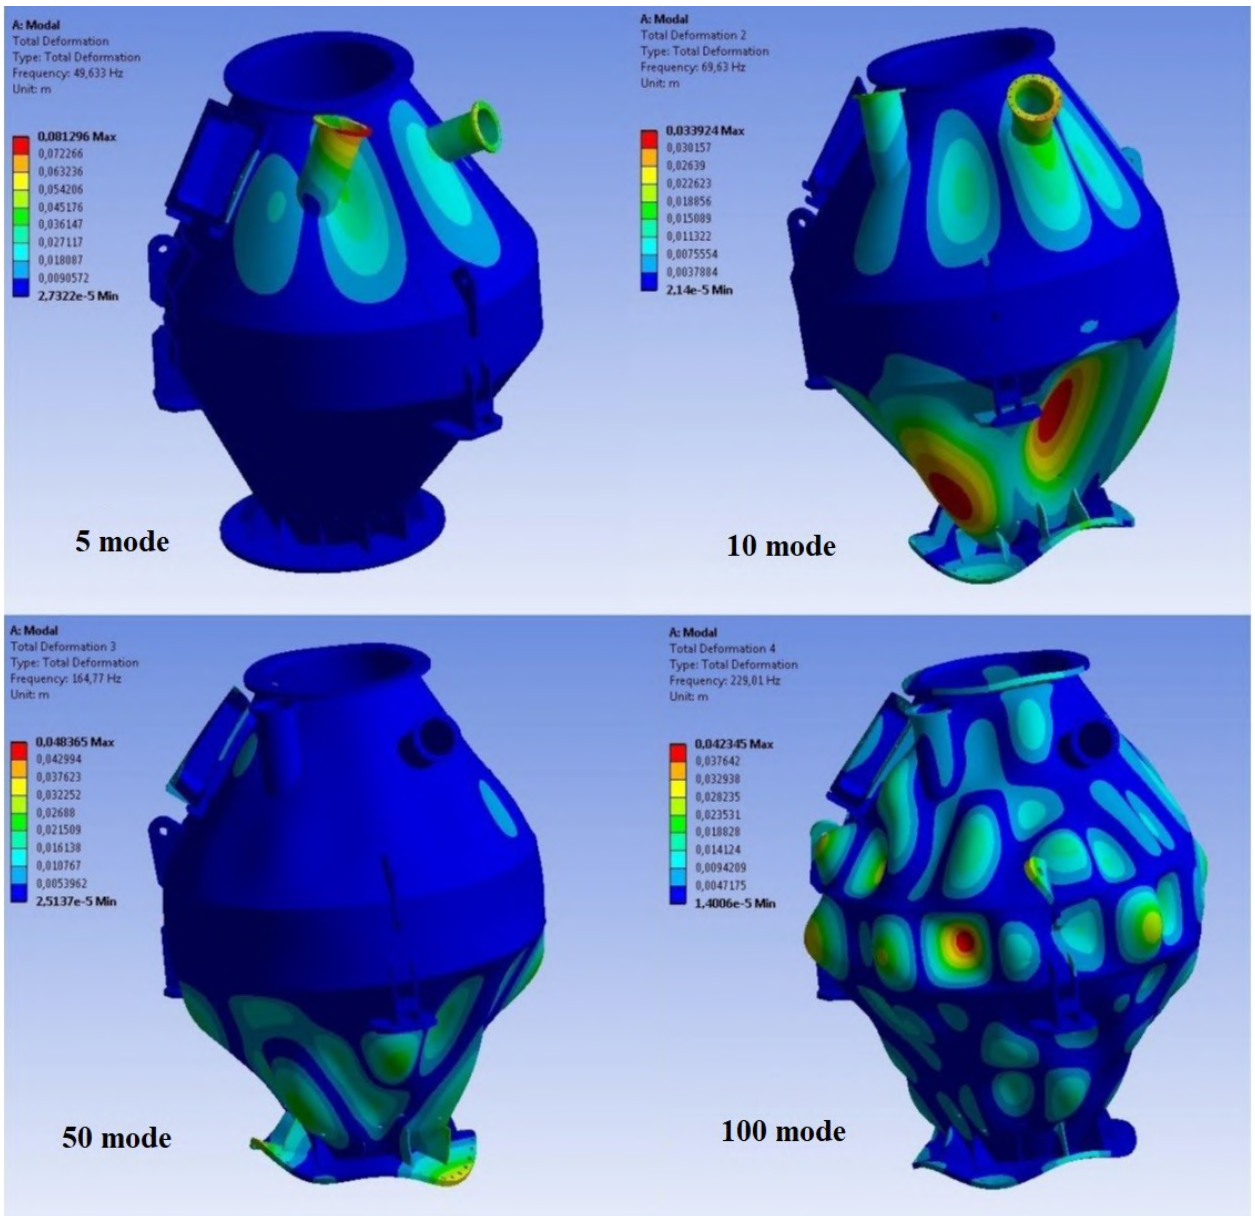 A: Modal
Total Deformation
Type: Total Deformation
Frequency: 49,633 Hz
Unit: m
0,081296 Max
0,072266
0,063236
0,054206
0,045176
0,036147
0,027117
0,018087
0,0090572
2,7322e-5 Min
5 mode
A: Modal
Total Deformation 2
Type: Total Deformation
Frequency: 69,63 Hz
Unit: m
0,033924 Max
0,030157
0,02639
0,022623
0,018856
0,015089
0,011322
0,0075554
0,0037884
2,14e-5 Min
10 mode
A: Modal
Total Deformation 3
Type: Total Deformation
Frequency: 164,77 Hz
Unit: m
0,048365 Max
0,042994
0,037623
0,032252
0,02688
0,021509
0,016138
0,010767
0,0053962
2,5137e-5 Min
50 mode
A: Modal
Total Deformation 4
Type: Total Deformation
Frequency: 229,01 Hz
Unit: m
0,042345 Max
0,037642
0,032938
0,028235
0,023531
0,018828
0,014124
0,0094209
0,0047175
1,4006e-5 Min
100 mode